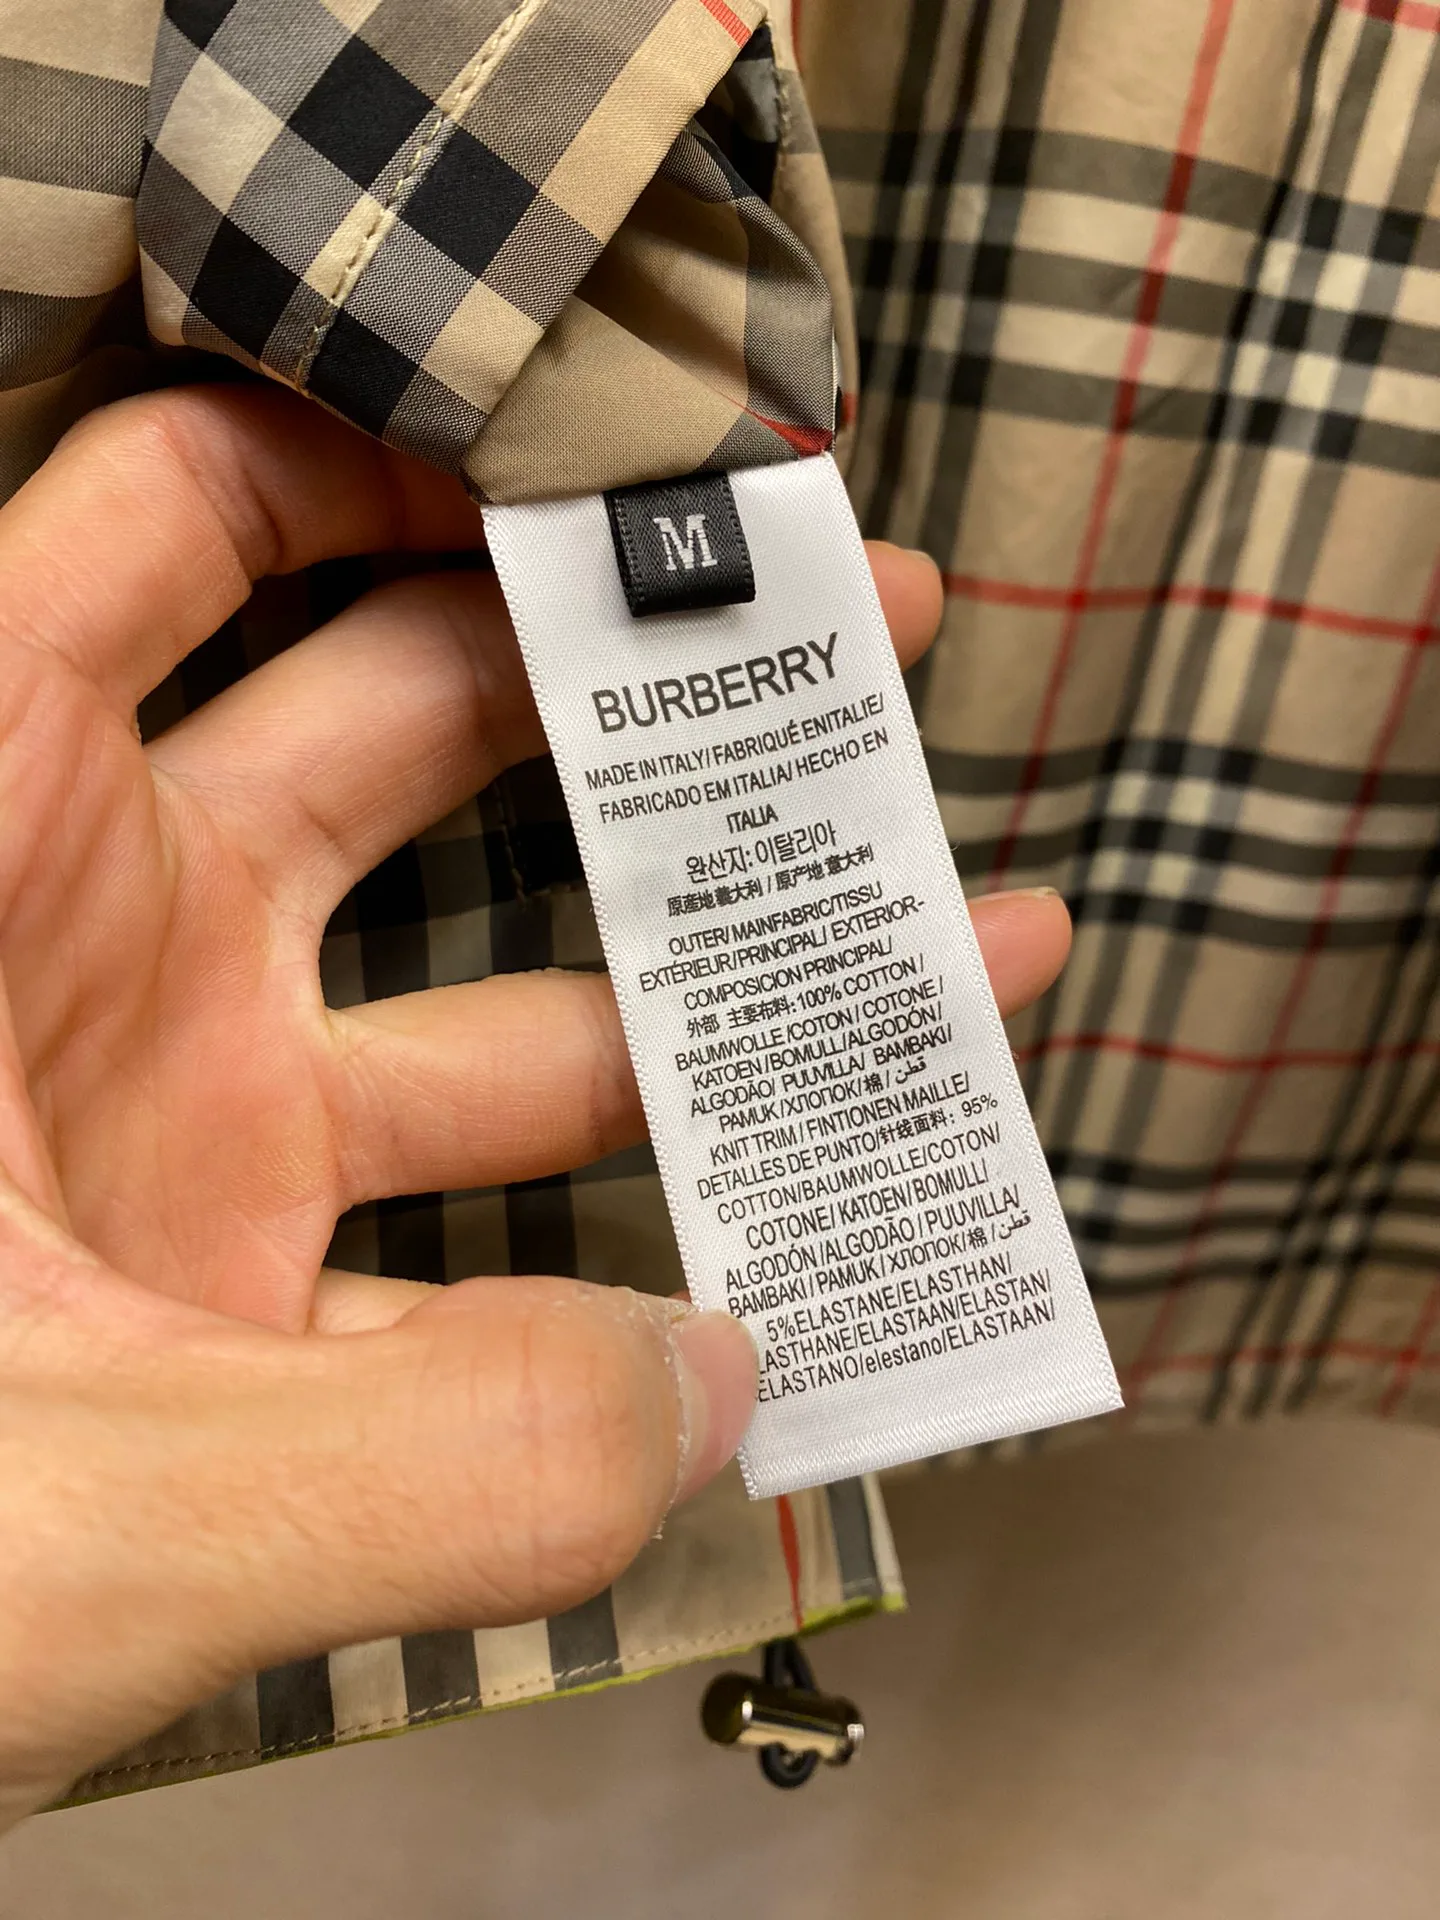 M
BURBERRY
MADE IN ITALY/ FABRIQUÉ ENITALIE/
FABRICADO EM ITALIA/ HECHO EN
ITALIA
완산지: 이탈리아
原產地 義大利 / 原产地 意大利
OUTER/ MAINFABRIC/TISSU
EXTÉRIEUR/PRINCIPAL/ EXTERIOR-
COMPOSICION PRINCIPAL/
外部 主要布料: 100% COTTON /
BAUMWOLLE /COTON / COTONE /
KATOEN /BOMULL/ALGODÓN/
ALGODÃO/ PUUVILLA/ BAMBAKI/
PAMUK /ХЛОПОК/ 棉 / قطن
KNIT TRIM / FINTIONEN MAILLE/
DETALLES DE PUNTO/针线面料: 95%
COTTON/BAUMWOLLE/COTON/
COTONE/ KATOEN/ BOMULL/
ALGODÓN /ALGODÃO / PUUVILLA/
BAMBAKI / PAMUK / ХЛОПОК/ 棉 / قطن
5%ELASTANE/ELASTHAN/
LASTHANE/ELASTAAN/ELASTAN/
ELASTANO/elestano/ELASTAAN/